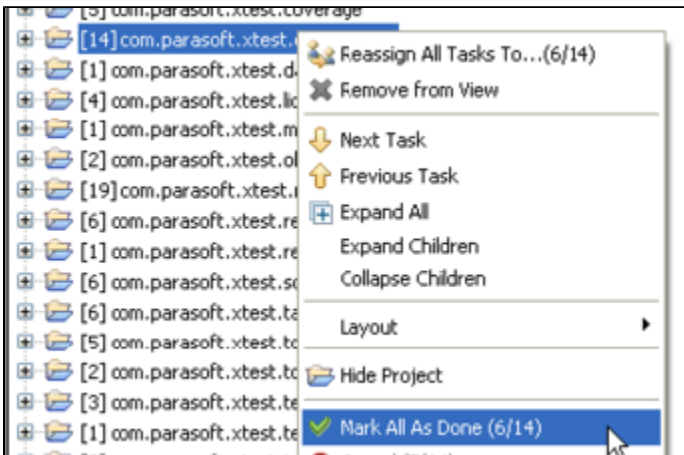 [5] com.parasoft.xtest.coverage
[14] com.parasoft.xtest.
[1] com.parasoft.xtest.d
[4] com.parasoft.xtest.lic
[1] com.parasoft.xtest.m
[2] com.parasoft.xtest.ol
[19] com.parasoft.xtest.
[6] com.parasoft.xtest.re
[1] com.parasoft.xtest.re
[6] com.parasoft.xtest.sc
[6] com.parasoft.xtest.ta
[5] com.parasoft.xtest.to
[2] com.parasoft.xtest.to
[3] com.parasoft.xtest.te
[1] com.parasoft.xtest.te
Reassign All Tasks To...(6/14)
Remove from View
Next Task
Previous Task
Expand All
Expand Children
Collapse Children
Layout
Hide Project
Mark All As Done (6/14)